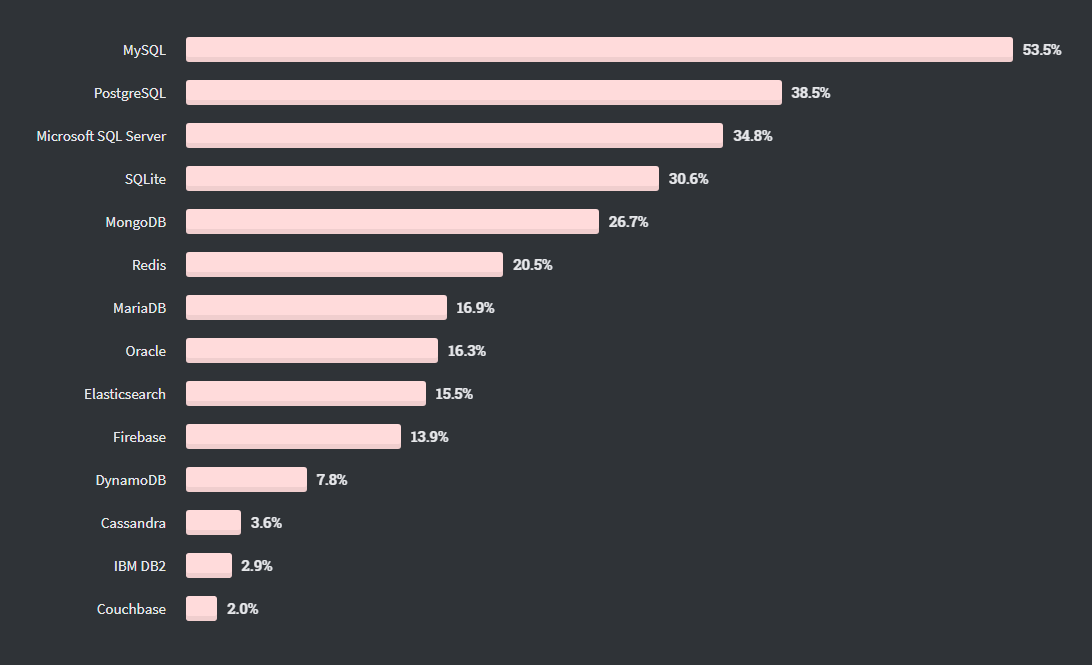 MySQL 53.5%
PostgreSQL 38.5%
Microsoft SQL Server 34.8%
SQLite 30.6%
MongoDB 26.7%
Redis 20.5%
MariaDB 16.9%
Oracle 16.3%
Elasticsearch 15.5%
Firebase 13.9%
DynamoDB 7.8%
Cassandra 3.6%
IBM DB2 2.9%
Couchbase 2.0%